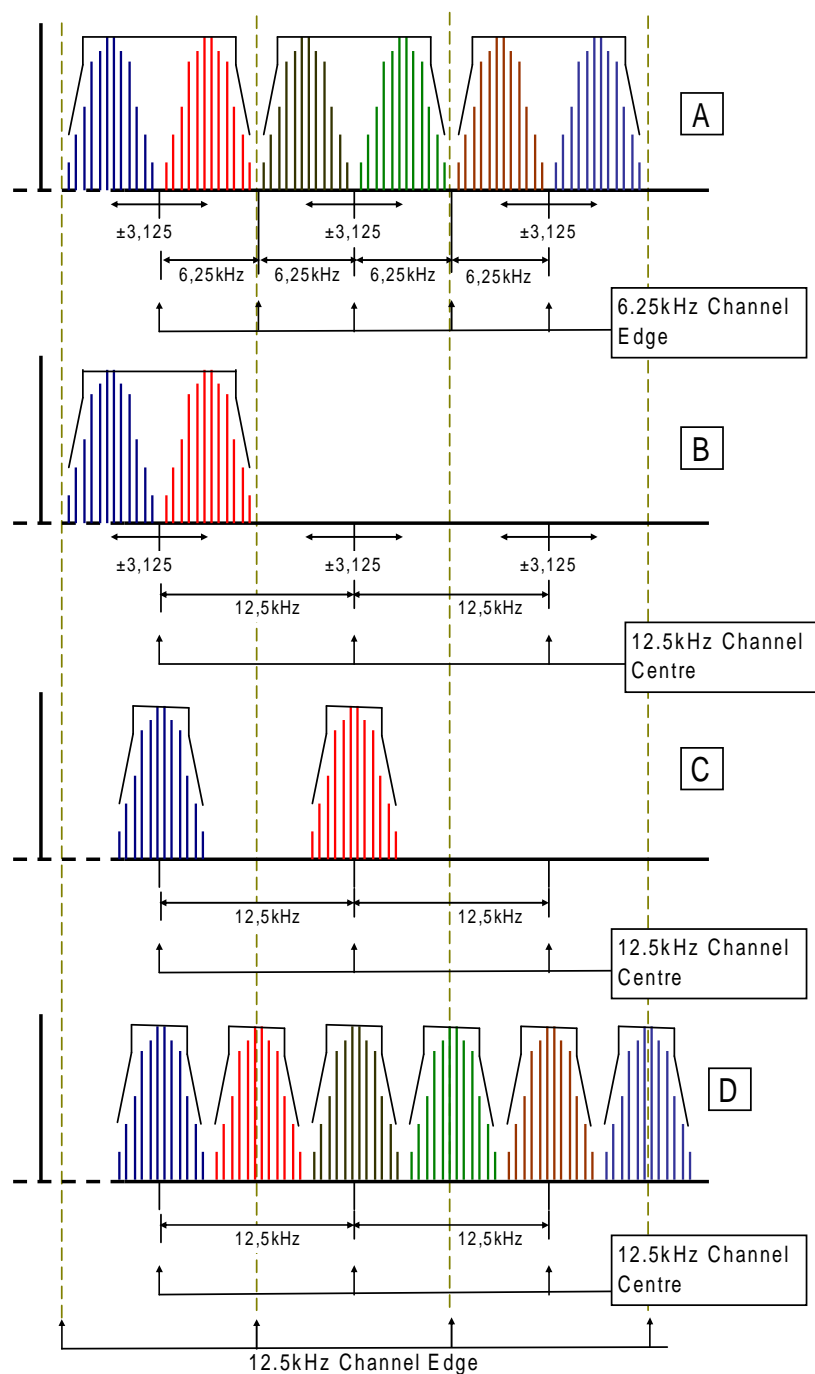 A
±3,125
±3,125
±3,125
6,25kHz
6,25kHz
6,25kHz
6,25kHz
6.25kHz Channel
Edge
B
±3,125
±3,125
±3,125
12,5kHz
12,5kHz
12.5kHz Channel
Centre
C
12,5kHz
12,5kHz
12.5kHz Channel
Centre
D
12,5kHz
12,5kHz
12.5kHz Channel
Centre
12.5kHz Channel Edge